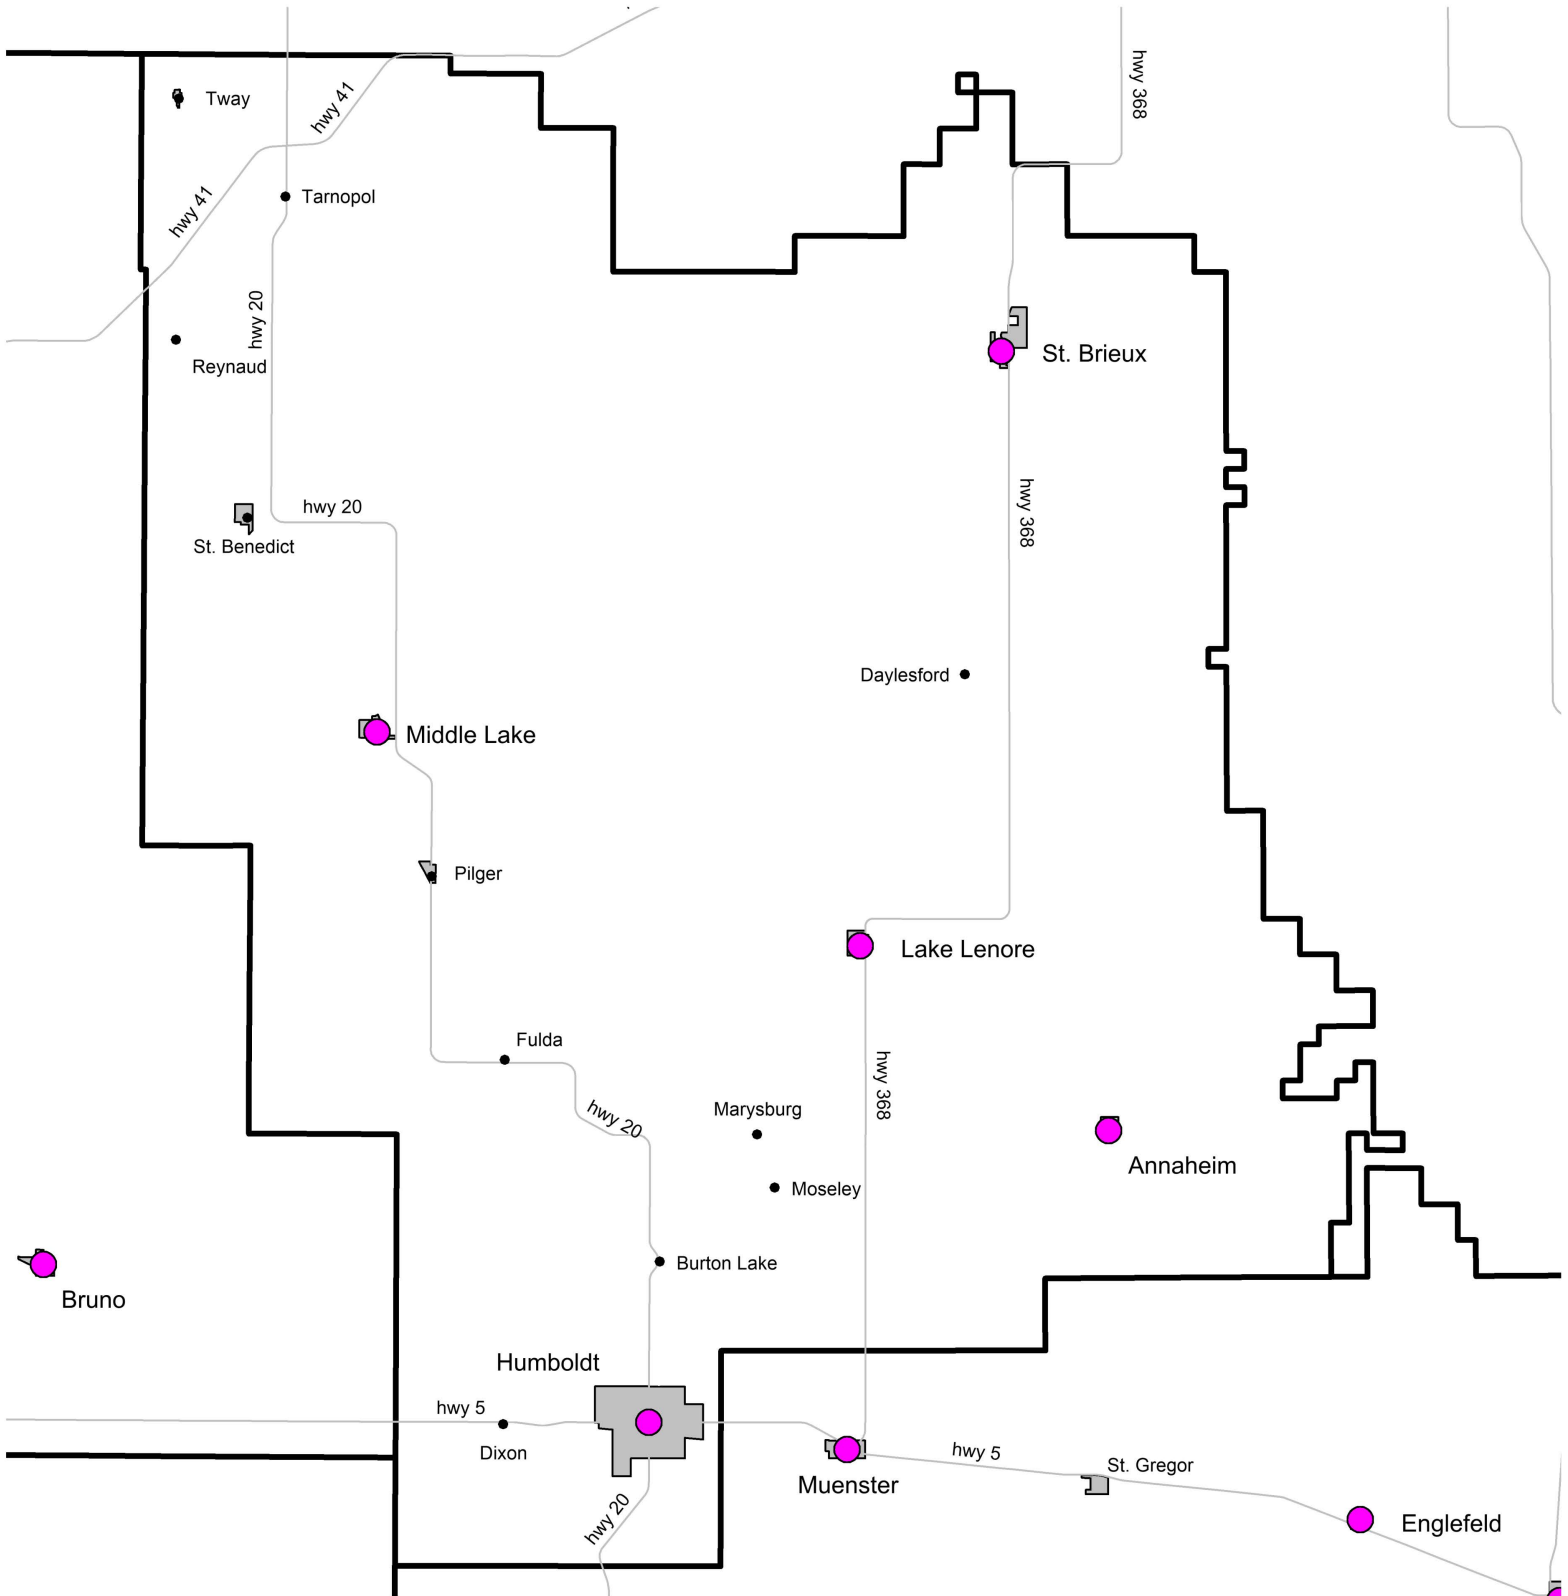 hwy 368
Tway
hwy 41
Tarnopol
hwy 41
hwy 20
Reynaud
St. Brieux
hwy 20
hwy 368
St. Benedict
Daylesford
Middle Lake
Pilger
Lake Lenore
Fulda
hwy 368
Marysburg
hwy 20
Annaheim
Moseley
Burton Lake
Bruno
Humboldt
hwy 5
Dixon
hwy 5
St. Gregor
Muenster
hwy 20
Englefeld